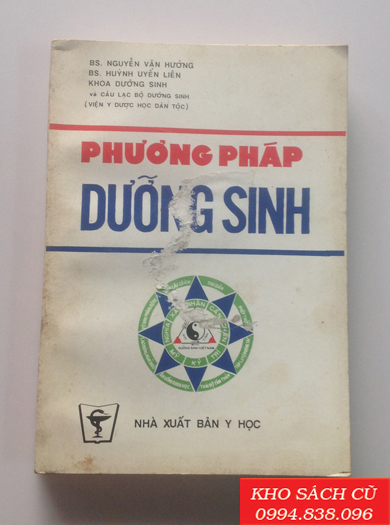 BS. NGUYỄN VĂN HƯỞNG
BS. HUỲNH UYỂN LIÊN
KHOA DƯỠNG SINH
VÀ CÂU LẠC BỘ DƯỠNG SINH
(VIỆN Y DƯỢC HỌC DÂN TỘC)
PHƯƠNG PHÁP
DƯỠNG SINH
NHÀ XUẤT BẢN Y HỌC
KHO SÁCH CŨ
0994.838.096